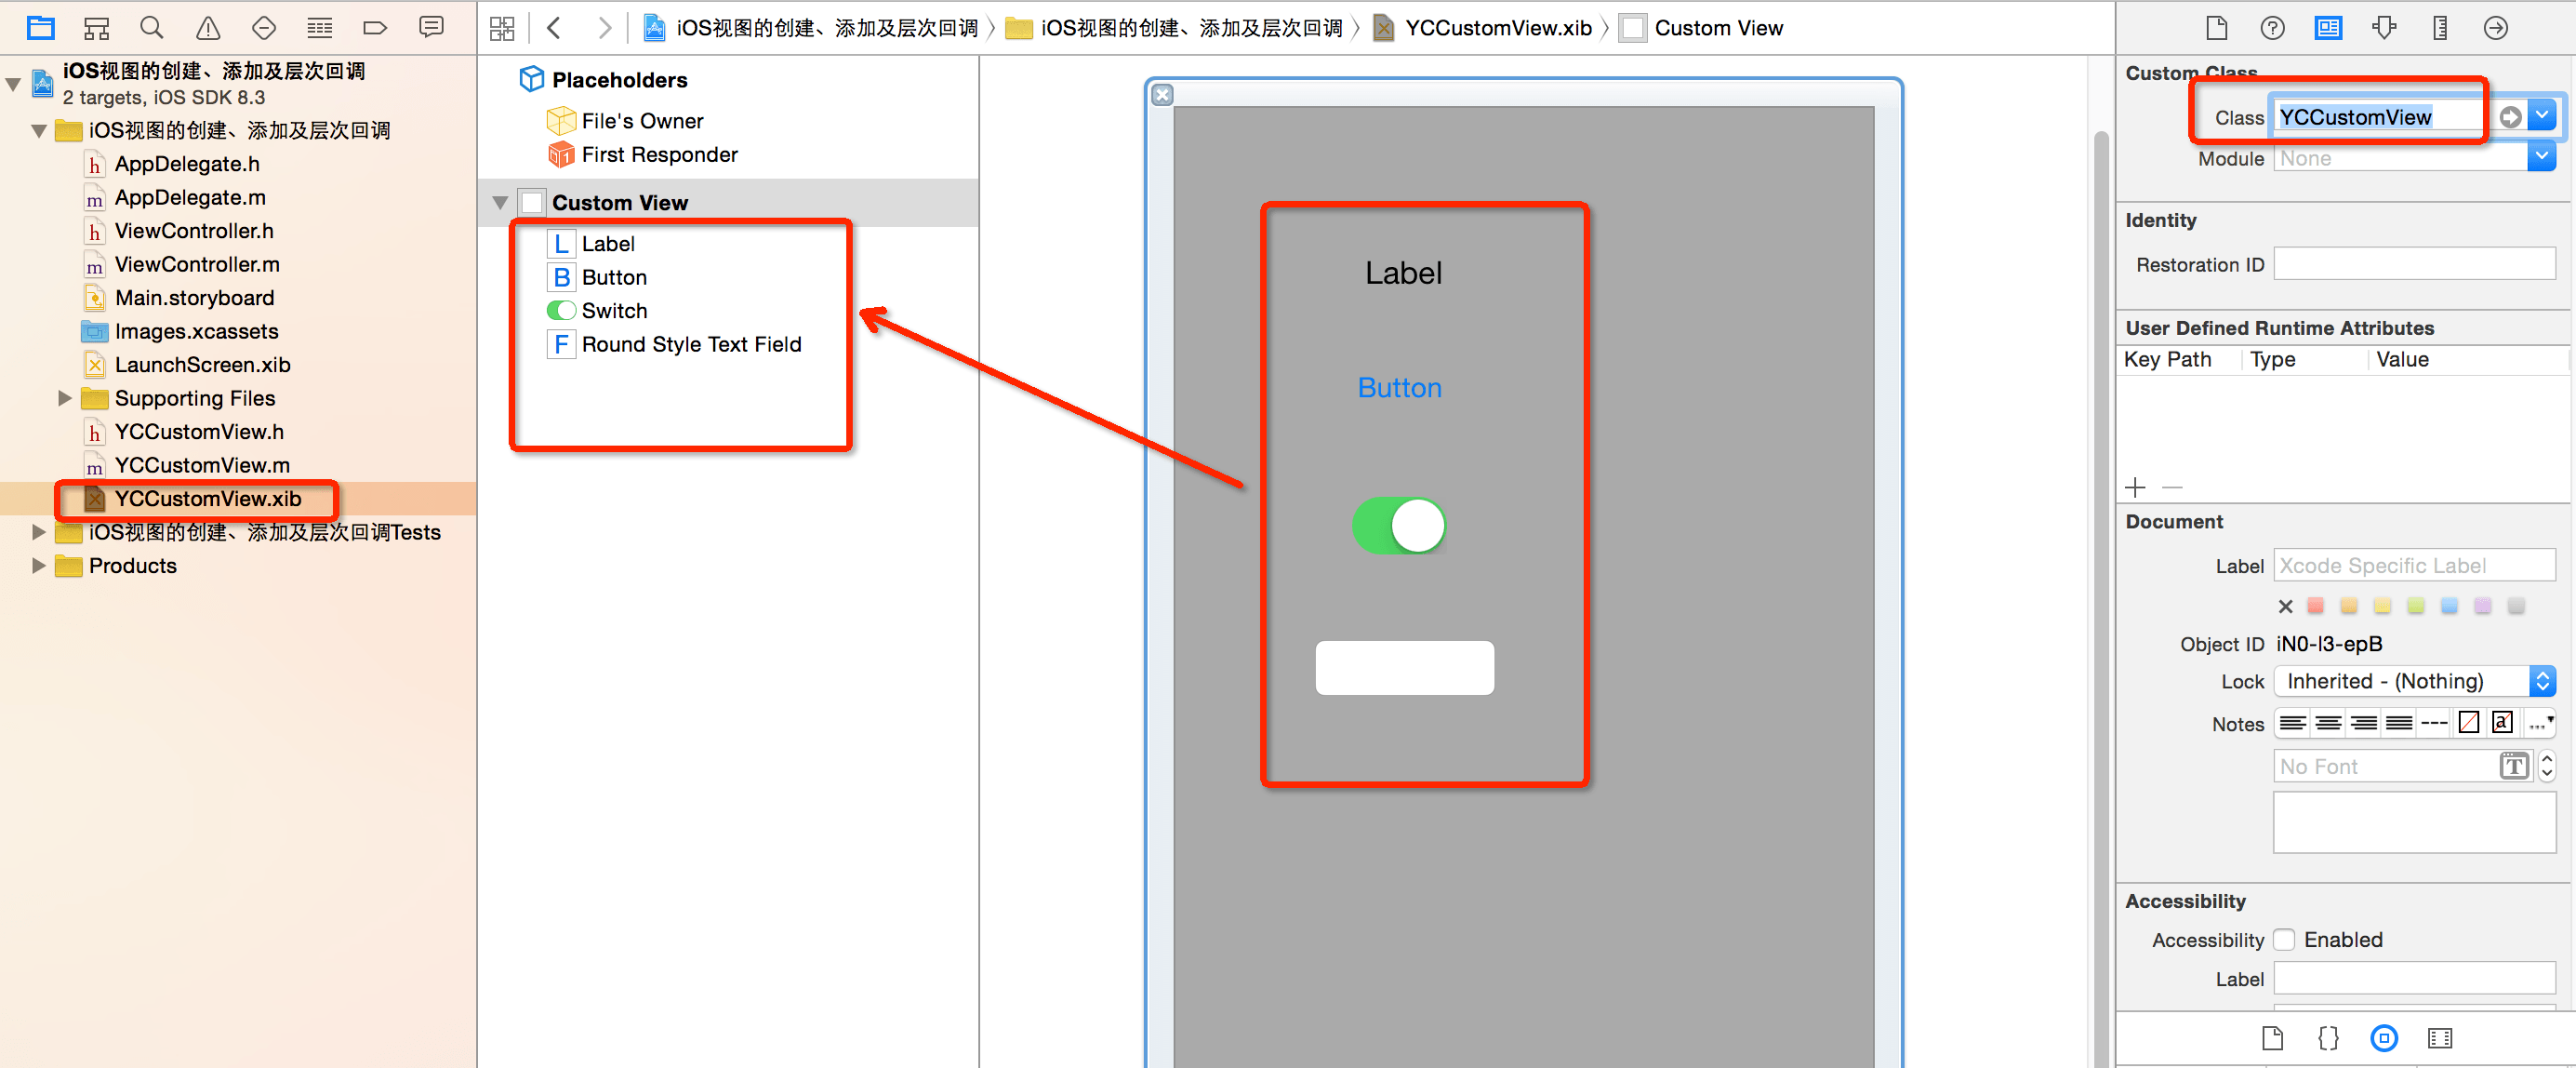 iOS视图的创建、添加及层次回调
2 targets, iOS SDK 8.3
iOS视图的创建、添加及层次回调
AppDelegate.h
AppDelegate.m
ViewController.h
ViewController.m
Main.storyboard
Images.xcassets
LaunchScreen.xib
Supporting Files
YCCustomView.h
YCCustomView.m
YCCustomView.xib
iOS视图的创建、添加及层次回调Tests
Products
iOS视图的创建、添加及层次回调 iOS视图的创建、添加及层次回调 YCCustomView.xib Custom View
Placeholders
File's Owner
First Responder
Custom View
L Label
B Button
Switch
F Round Style Text Field
Label
Button
Custom Class
Class YCCustomView
Module None
Identity
Restoration ID
User Defined Runtime Attributes
Key Path Type Value
Document
Label Xcode Specific Label
Object ID iN0-l3-epB
Lock Inherited - (Nothing)
Notes
No Font T
Accessibility
Accessibility Enabled
Label